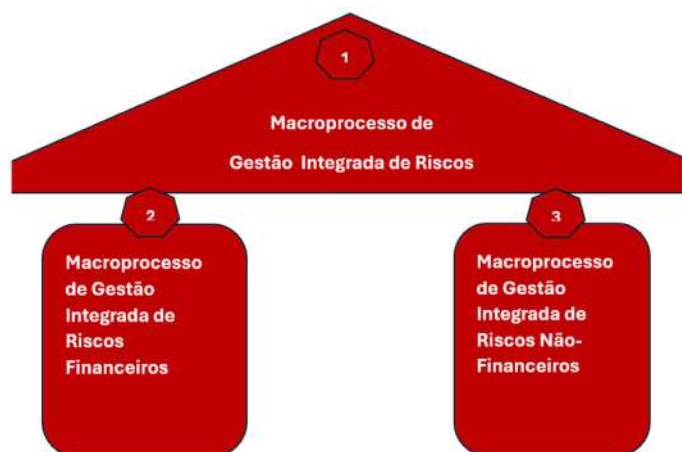 1
Macroprocesso de
Gestão Integrada de Riscos
2
Macroprocesso
de Gestão
Integrada de
Riscos
Financeiros
3
Macroprocesso
de Gestão
Integrada de
Riscos Não-
Financeiros